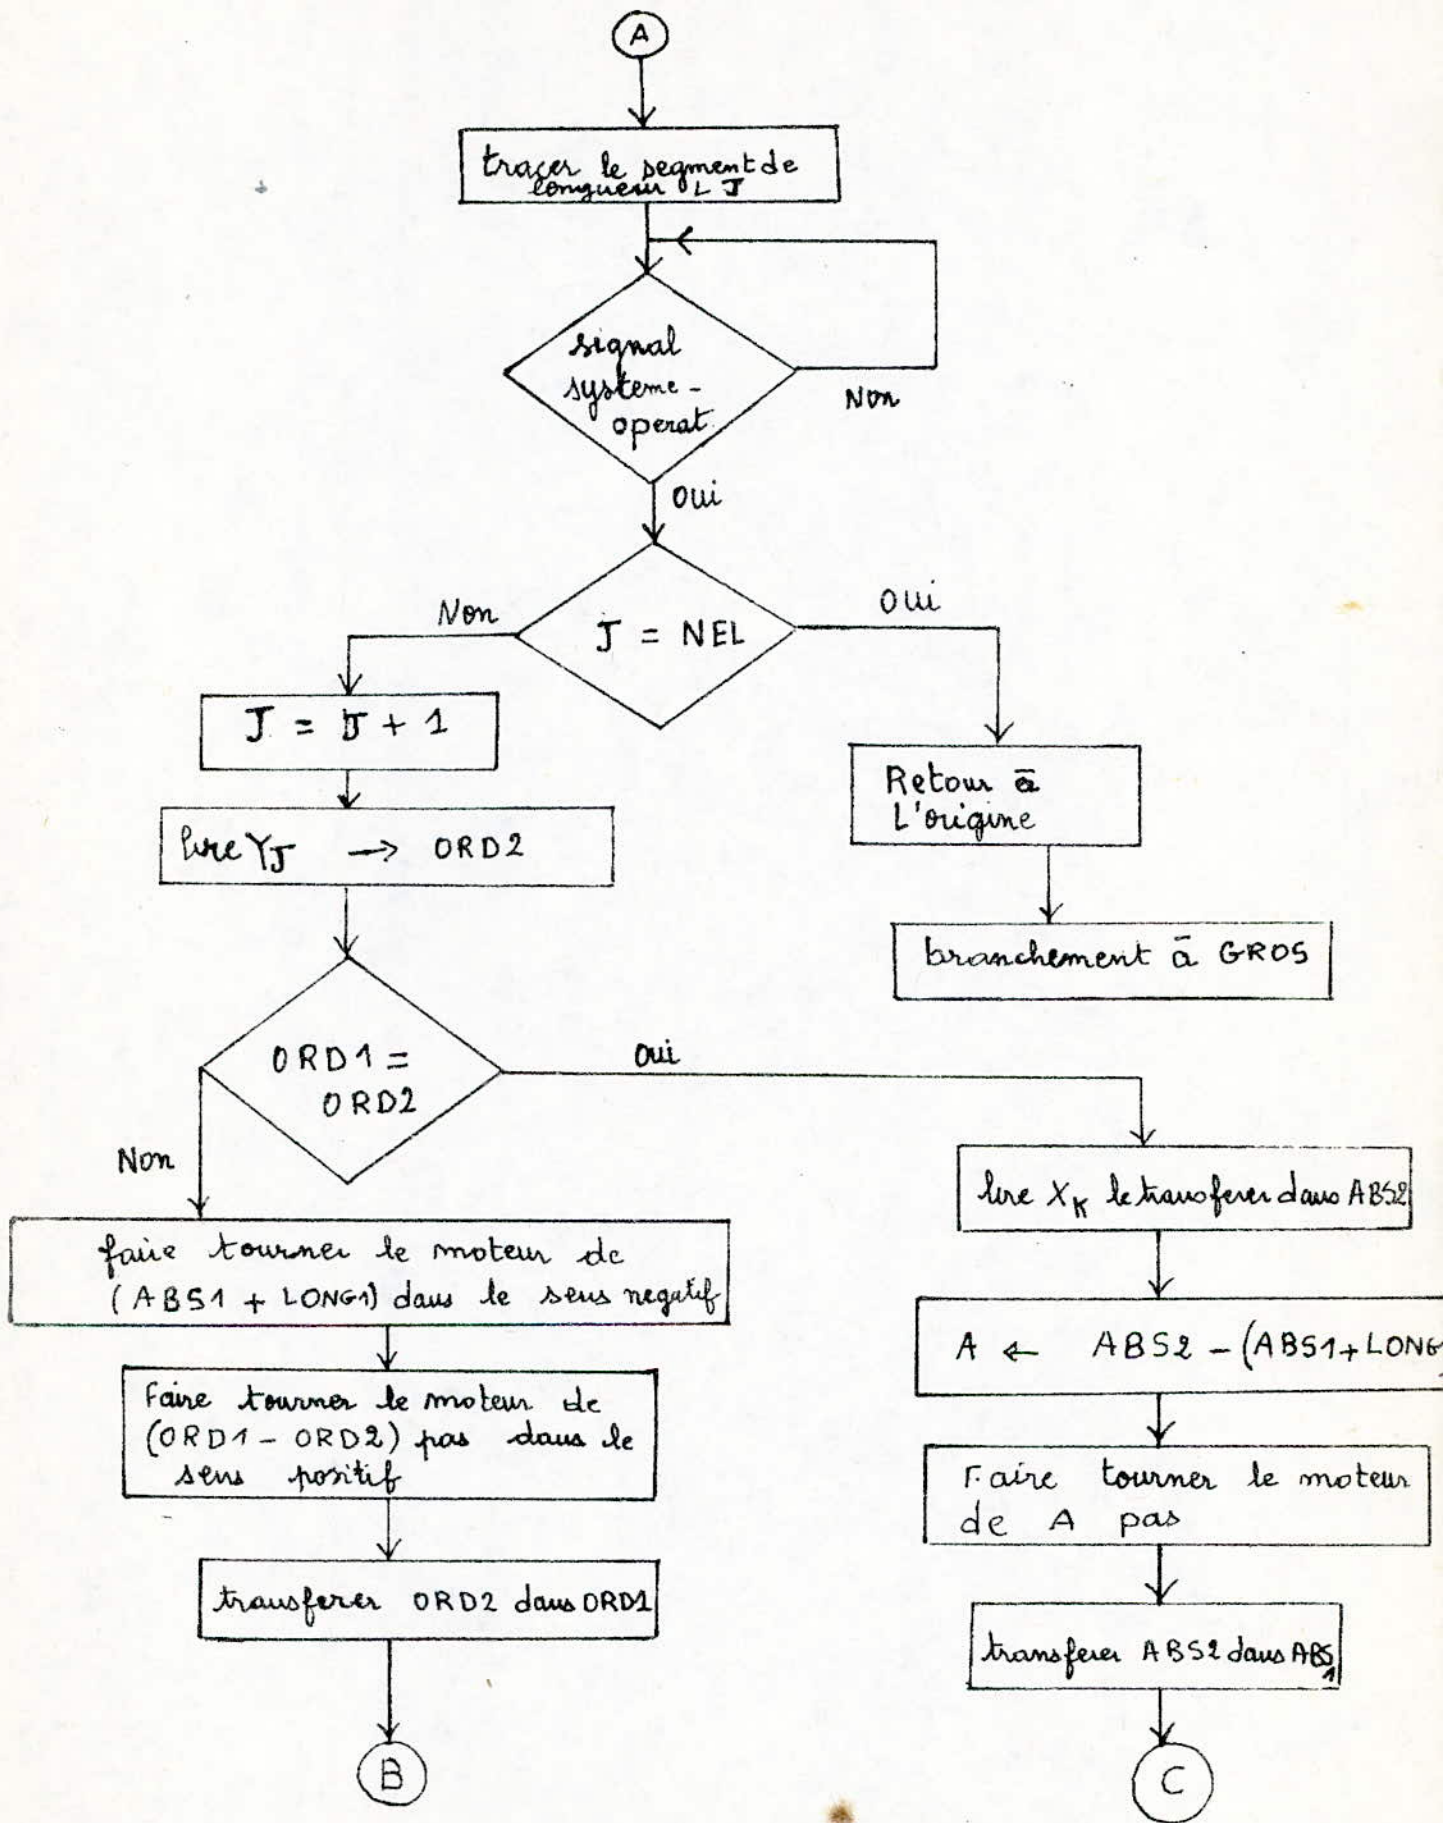 A
tracer le segment de
longueur L J
signal
systeme-
operat.
Non
oui
J = NEL
Non
oui
J = J + 1
Retour à
L'origine
lire YJ → ORD2
branchement à GROS
ORD1 =
ORD2
oui
Non
lire XK le transferer dans ABS2
faire tourner le moteur de
(ABS1 + LONG1) dans le sens negatif
A ← ABS2 - (ABS1 + LONG
Faire tourner le moteur de
(ORD1 - ORD2) pas dans le
sens positif
Faire tourner le moteur
de A pas
transferer ORD2 dans ORD1
transferer ABS2 dans ABS1
B
C